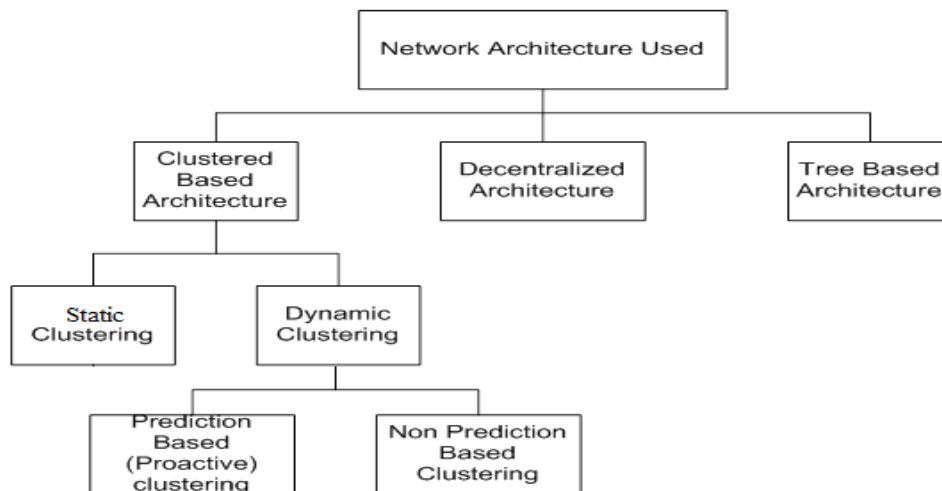 Network Architecture Used
Clustered
Based
Architecture
Decentralized
Architecture
Tree Based
Architecture
Static
Clustering
Dynamic
Clustering
Prediction
Based
(Proactive)
clustering
Non Prediction
Based
Clustering